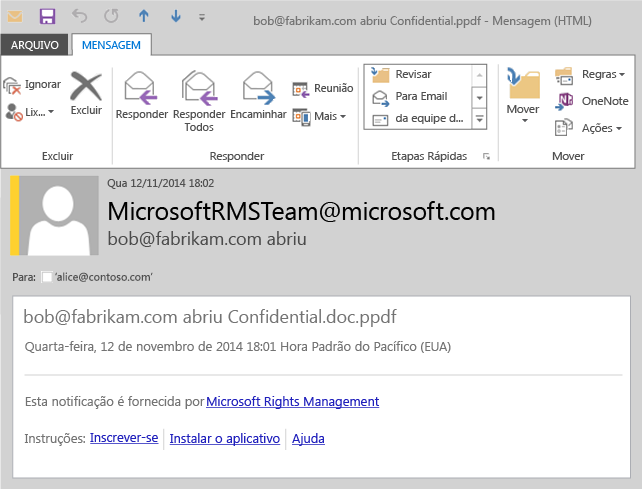 bob@fabrikam.com abriu Confidential.ppdf - Mensagem (HTML)
ARQUIVO MENSAGEM
Ignorar
Lix...
Excluir
Responder
Responder Todos
Encaminhar
Reunião
Mais
Revisar
Para Email
da equipe d...
Mover
Regras
OneNote
Ações
Excluir Responder Etapas Rápidas Mover
Qua 12/11/2014 18:02
MicrosoftRMSTeam@microsoft.com
bob@fabrikam.com abriu
Para: 'alice@contoso.com'
bob@fabrikam.com abriu Confidential.doc.ppdf
Quarta-feira, 12 de novembro de 2014 18:01 Hora Padrão do Pacífico (EUA)
Esta notificação é fornecida por Microsoft Rights Management
Instruções: Inscrever-se Instalar o aplicativo Ajuda